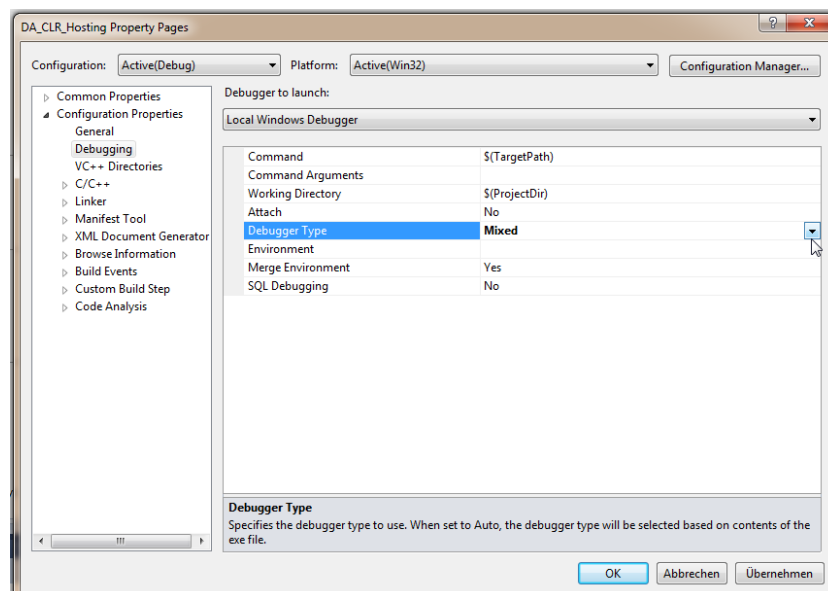 DA_CLR_Hosting Property Pages
Configuration: Active(Debug) Platform: Active(Win32) Configuration Manager...
Common Properties
Configuration Properties
General
Debugging
VC++ Directories
C/C++
Linker
Manifest Tool
XML Document Generator
Browse Information
Build Events
Custom Build Step
Code Analysis
Debugger to launch:
Local Windows Debugger
Command $(TargetPath)
Command Arguments
Working Directory $(ProjectDir)
Attach No
Debugger Type Mixed
Environment
Merge Environment Yes
SQL Debugging No
Debugger Type
Specifies the debugger type to use. When set to Auto, the debugger type will be selected based on contents of the
exe file.
OK Abbrechen Übernehmen